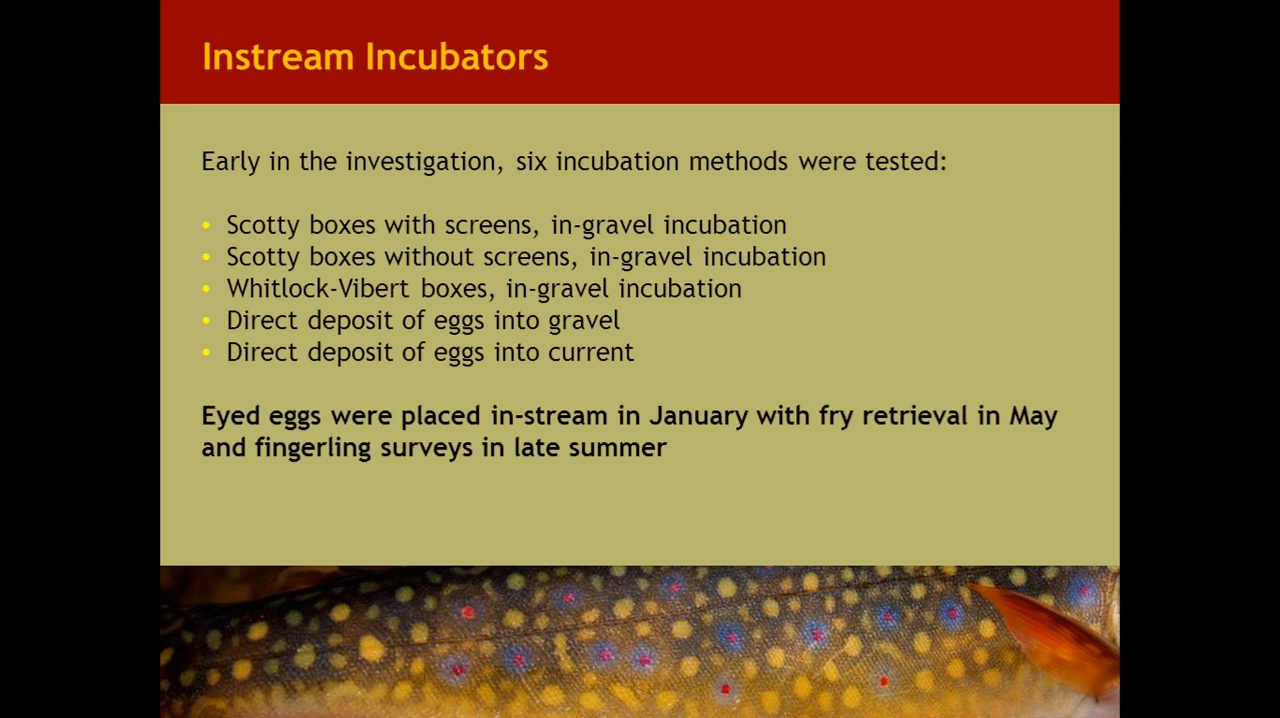 Instream Incubators
Early in the investigation, six incubation methods were tested:
• Scotty boxes with screens, in-gravel incubation
• Scotty boxes without screens, in-gravel incubation
• Whitlock-Vibert boxes, in-gravel incubation
• Direct deposit of eggs into gravel
• Direct deposit of eggs into current
Eyed eggs were placed in-stream in January with fry retrieval in May
and fingerling surveys in late summer